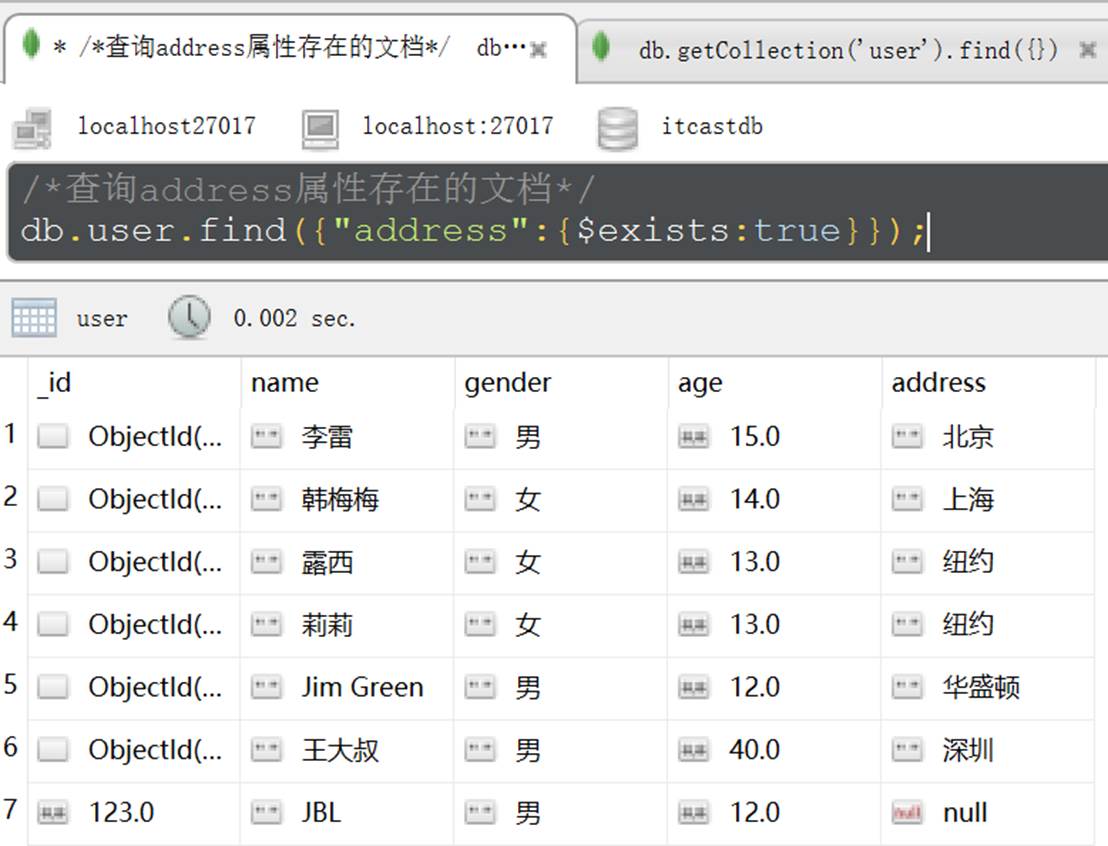 * /*查询address属性存在的文档*/ db… db.getCollection('user').find({})
localhost27017 localhost:27017 itcastdb
/*查询address属性存在的文档*/
db.user.find({"address":{$exists:true}});
user 0.002 sec.
_id name gender age address
1 ObjectId(... 李雷 男 15.0 北京
2 ObjectId(... 韩梅梅 女 14.0 上海
3 ObjectId(... 露西 女 13.0 纽约
4 ObjectId(... 莉莉 女 13.0 纽约
5 ObjectId(... Jim Green 男 12.0 华盛顿
6 ObjectId(... 王大叔 男 40.0 深圳
7 123.0 JBL 男 12.0 null